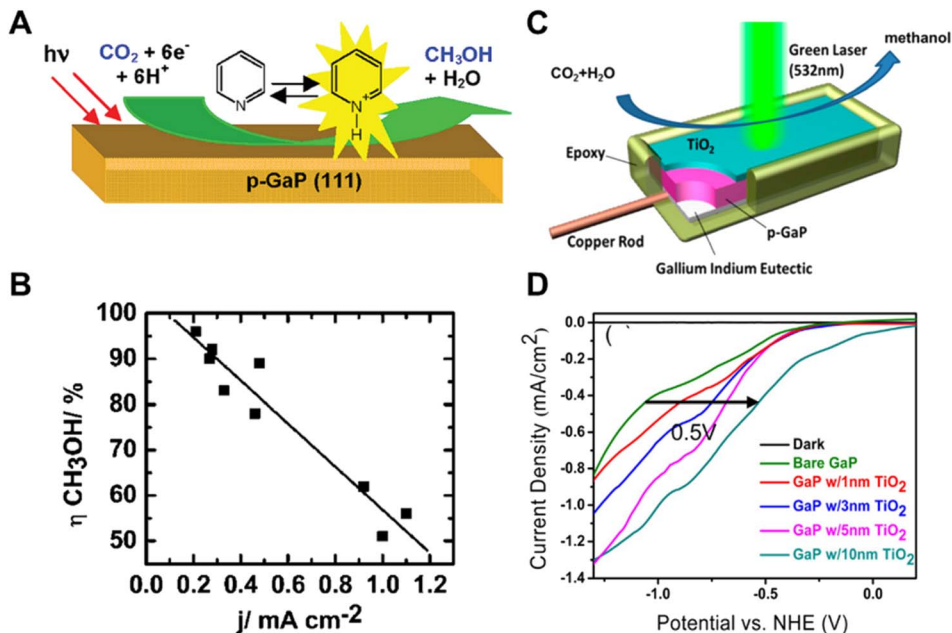 A
hν
CO₂ + 6e⁻
+ 6H⁺
N
N⁺
H
CH₃OH
+ H₂O
p-GaP (111)
B
η CH₃OH/ %
100
90
80
70
60
50
0.0 0.2 0.4 0.6 0.8 1.0 1.2
j/ mA cm⁻²
C
CO₂+H₂O
Green Laser
(532nm)
methanol
TiO₂
Epoxy
Copper Rod
p-GaP
Gallium Indium Eutectic
D
Current Density (mA/cm²)
0.0
-0.2
-0.4
-0.6
-0.8
-1.0
-1.2
-1.4
(
0.5V
Dark
Bare GaP
GaP w/1nm TiO₂
GaP w/3nm TiO₂
GaP w/5nm TiO₂
GaP w/10nm TiO₂
-1.0 -0.5 0.0
Potential vs. NHE (V)